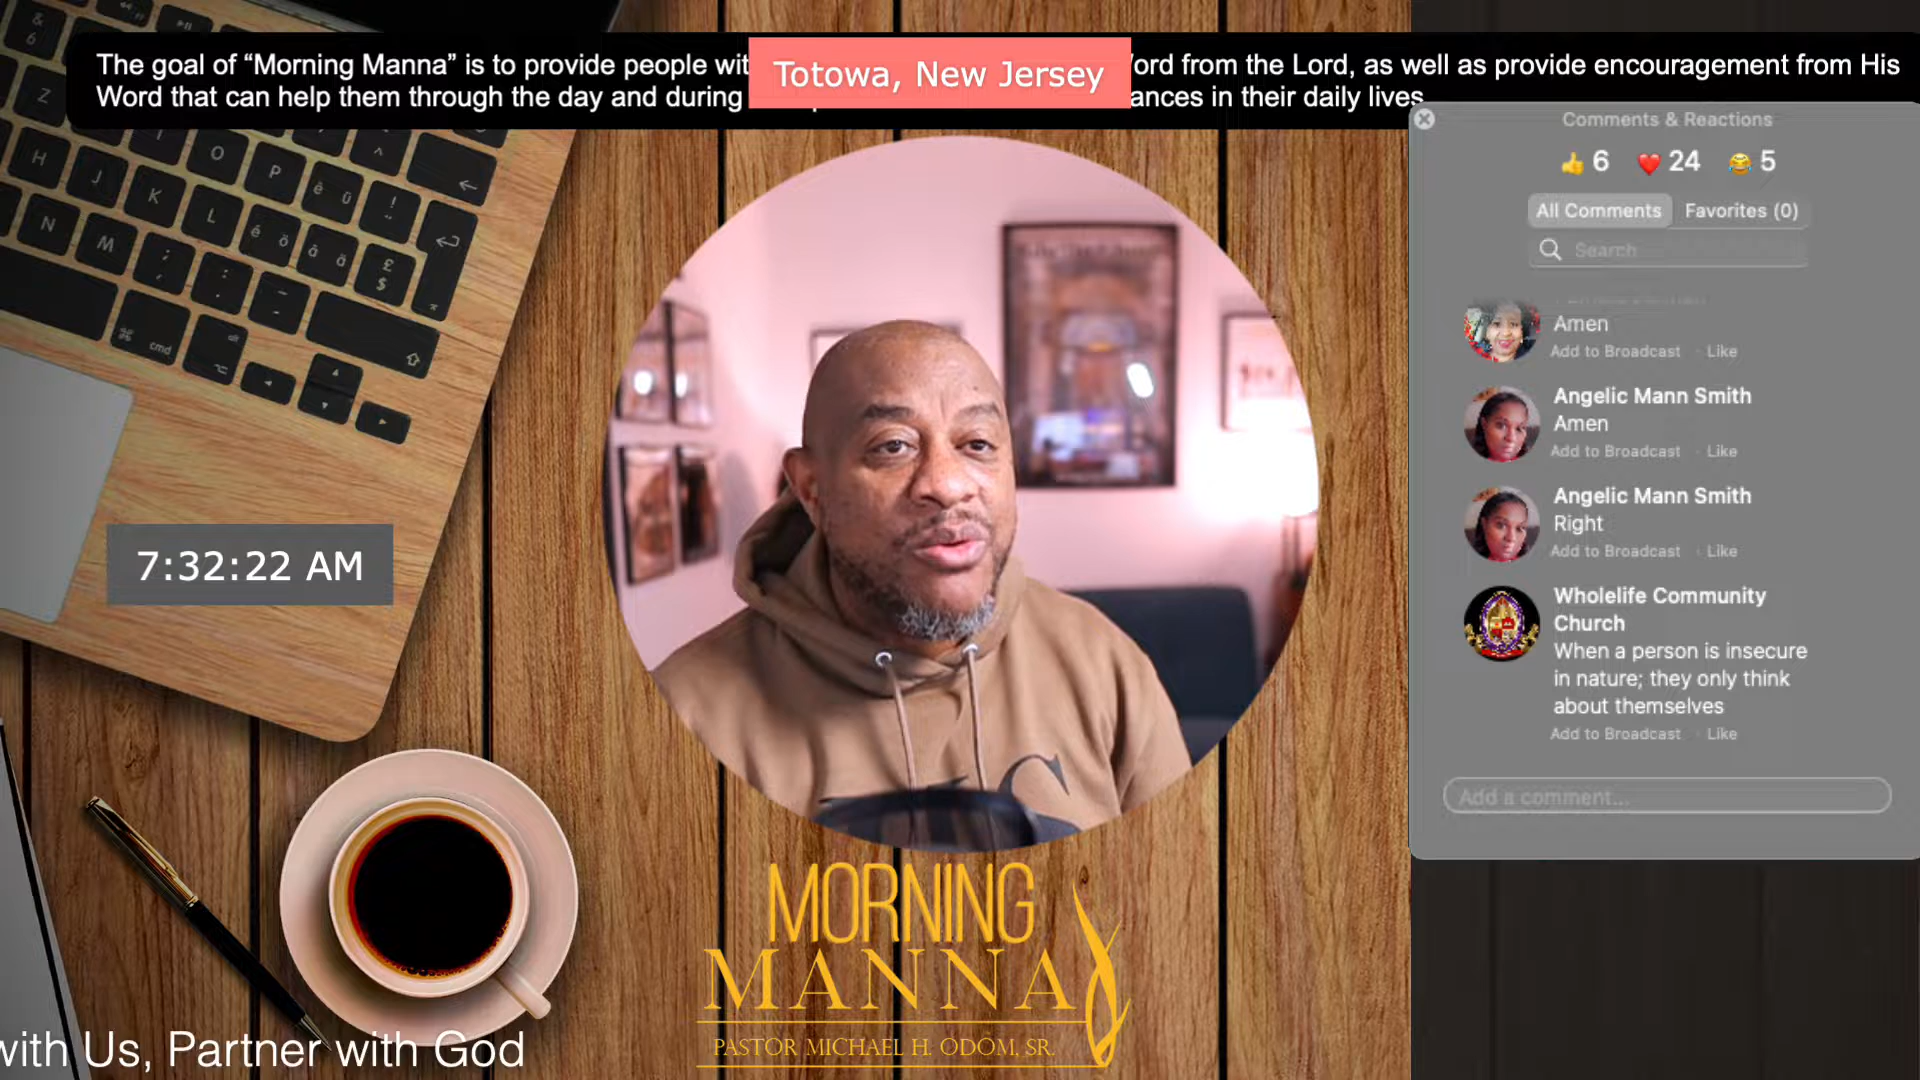 The goal of “Morning Manna” is to provide people wit
Totowa, New Jersey
ord from the Lord, as well as provide encouragement from His
Word that can help them through the day and during
ances in their daily lives
Comments & Reactions
6 24 5
All Comments Favorites (0)
Search
Amen
Add to Broadcast · Like
Angelic Mann Smith
Amen
Add to Broadcast · Like
Angelic Mann Smith
Right
Add to Broadcast · Like
Wholelife Community
Church
When a person is insecure
in nature; they only think
about themselves
Add to Broadcast · Like
Add a comment...
7:32:22 AM
MORNING
MANNA
PASTOR MICHAEL H. ODOM, SR.
with Us, Partner with God
& 6
Z
H J K L
O P è ü !
N M ; , : . _ -
é ö à ä £ $
cmd
alt